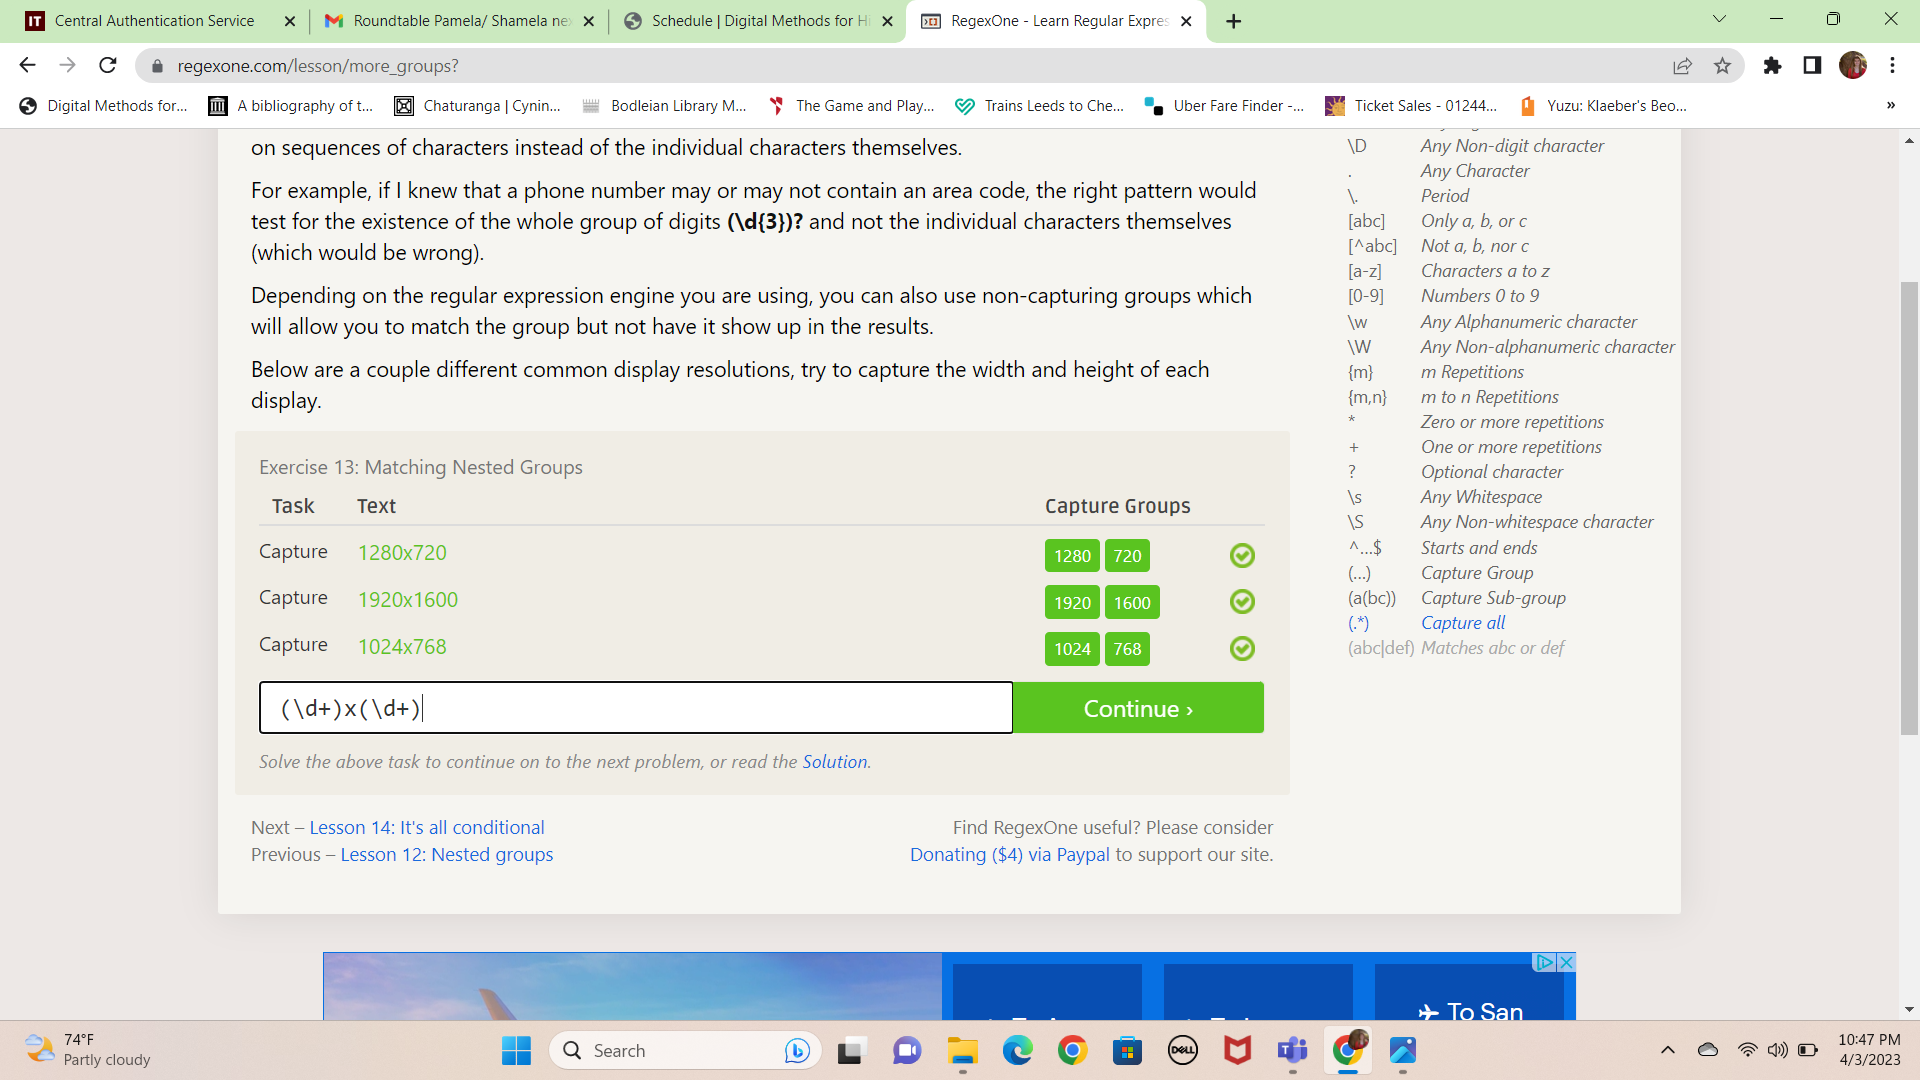 Central Authentication Service
Roundtable Pamela/ Shamela ne
Schedule | Digital Methods for Hi
RegexOne - Learn Regular Expres
regexone.com/lesson/more_groups?
Digital Methods for...
A bibliography of t...
Chaturanga | Cynin...
Bodleian Library M...
The Game and Play...
Trains Leeds to Che...
Uber Fare Finder -...
Ticket Sales - 01244...
Yuzu: Klaeber's Beo...
»
on sequences of characters instead of the individual characters themselves.
For example, if I knew that a phone number may or may not contain an area code, the right pattern would
test for the existence of the whole group of digits (\d{3})? and not the individual characters themselves
(which would be wrong).
Depending on the regular expression engine you are using, you can also use non-capturing groups which
will allow you to match the group but not have it show up in the results.
Below are a couple different common display resolutions, try to capture the width and height of each
display.
Exercise 13: Matching Nested Groups
Task Text Capture Groups
Capture 1280x720 1280 720
Capture 1920x1600 1920 1600
Capture 1024x768 1024 768
(\d+)x(\d+) Continue ›
Solve the above task to continue on to the next problem, or read the Solution.
Next – Lesson 14: It's all conditional
Previous – Lesson 12: Nested groups
Find RegexOne useful? Please consider
Donating ($4) via Paypal to support our site.
\D Any Non-digit character
. Any Character
\. Period
[abc] Only a, b, or c
[^abc] Not a, b, nor c
[a-z] Characters a to z
[0-9] Numbers 0 to 9
\w Any Alphanumeric character
\W Any Non-alphanumeric character
{m} m Repetitions
{m,n} m to n Repetitions
* Zero or more repetitions
+ One or more repetitions
? Optional character
\s Any Whitespace
\S Any Non-whitespace character
^...$ Starts and ends
(...) Capture Group
(a(bc)) Capture Sub-group
(.*) Capture all
(abc|def) Matches abc or def
To San
74°F
Partly cloudy
Search
DELL
10:47 PM
4/3/2023